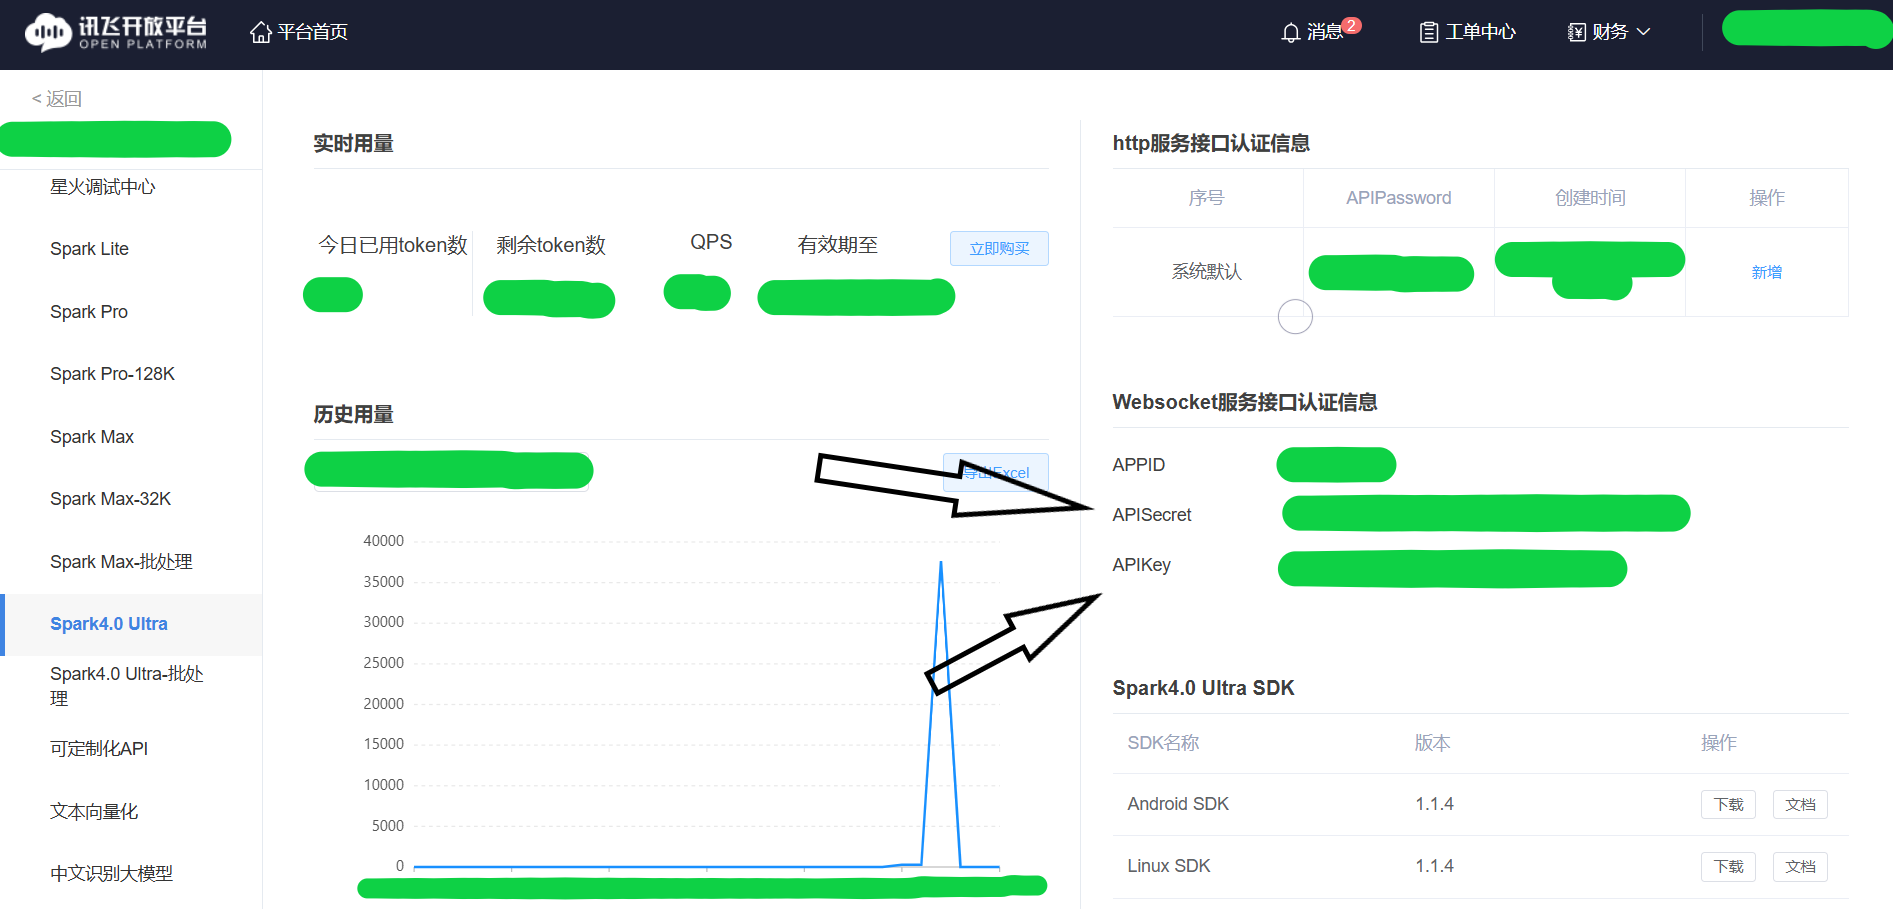 讯飞开放平台
OPEN PLATFORM
平台首页
消息 2
工单中心
财务
< 返回
星火调试中心
Spark Lite
Spark Pro
Spark Pro-128K
Spark Max
Spark Max-32K
Spark Max-批处理
Spark4.0 Ultra
Spark4.0 Ultra-批处
理
可定制化API
文本向量化
中文识别大模型
实时用量
今日已用token数
剩余token数
QPS
有效期至
立即购买
历史用量
导出Excel
40000
35000
30000
25000
20000
15000
10000
5000
0
http服务接口认证信息
序号 APIPassword 创建时间 操作
系统默认 新增
Websocket服务接口认证信息
APPID
APISecret
APIKey
Spark4.0 Ultra SDK
SDK名称 版本 操作
Android SDK 1.1.4 下载 文档
Linux SDK 1.1.4 下载 文档